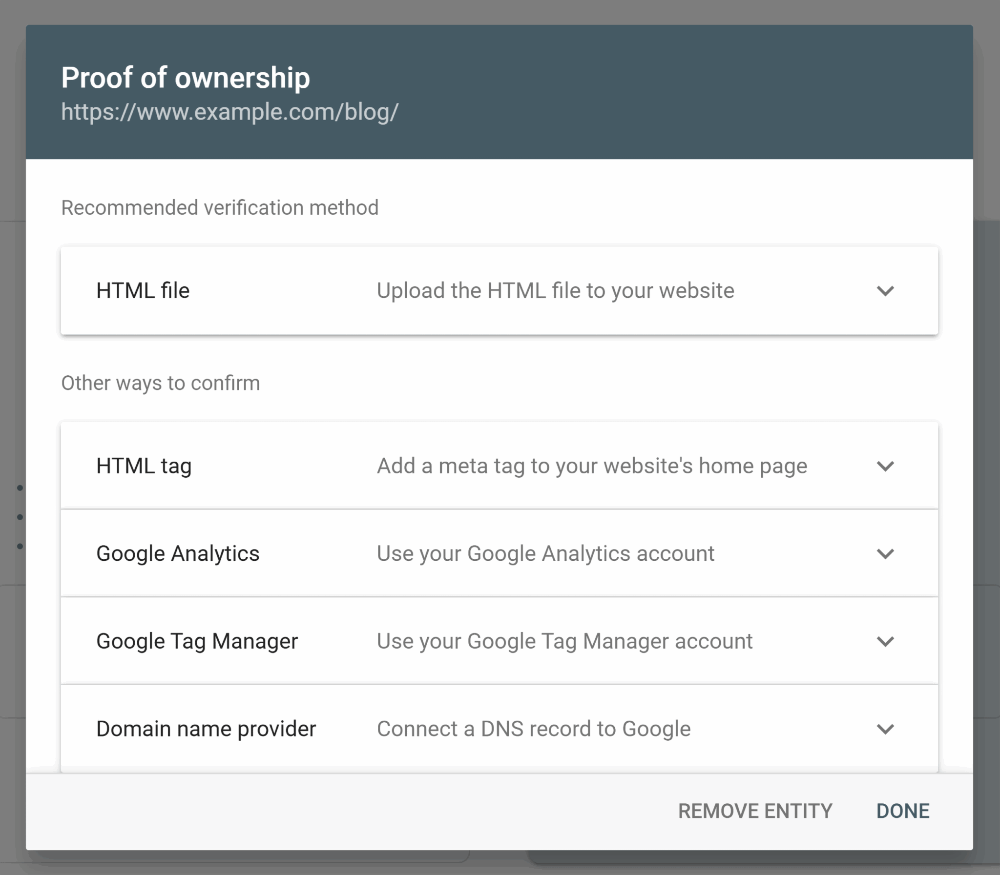 Proof of ownership
https://www.example.com/blog/
Recommended verification method
HTML file
Upload the HTML file to your website
Other ways to confirm
HTML tag
Add a meta tag to your website's home page
Google Analytics
Use your Google Analytics account
Google Tag Manager
Use your Google Tag Manager account
Domain name provider
Connect a DNS record to Google
REMOVE ENTITY
DONE